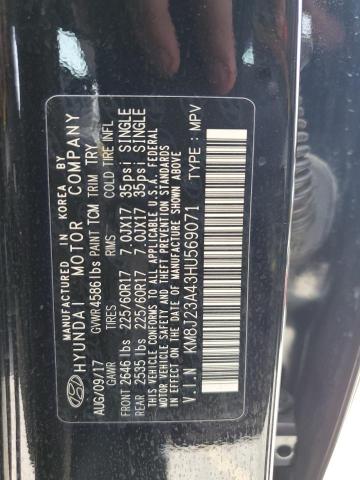 MANUFACTURED BY IN KOREA BY
HYUNDAI MOTOR COMPANY
AUG/09/17 GVWR 4586 lbs PAINT TCM TRIM TRY
GAWR TIRES RIMS COLD TIRE INFL
FRONT 2646 lbs 225/60R17 7.0JX17 35psi SINGLE
REAR 2535 lbs 225/60R17 7.0JX17 35psi SINGLE
THIS VEHICLE CONFORMS TO ALL APPLICABLE U.S.A. FEDERAL
MOTOR VEHICLE SAFETY AND THEFT PREVENTION STANDARDS
IN EFFECT ON THE DATE OF MANUFACTURE SHOWN ABOVE.
V.I.N : KM8J23A43HU569071 TYPE : MPV